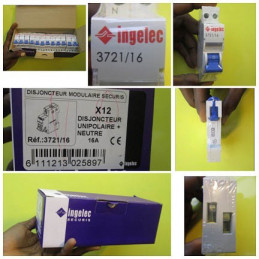 ingelec
3721/16
ingelec
DISJONCTEUR MODULAIRE SECURIS
X12
DISJONCTEUR
UNIPOLAIRE +
NEUTRE
16A
Réf.:3721/16
6 111213 025897
ingelec
SECURIS